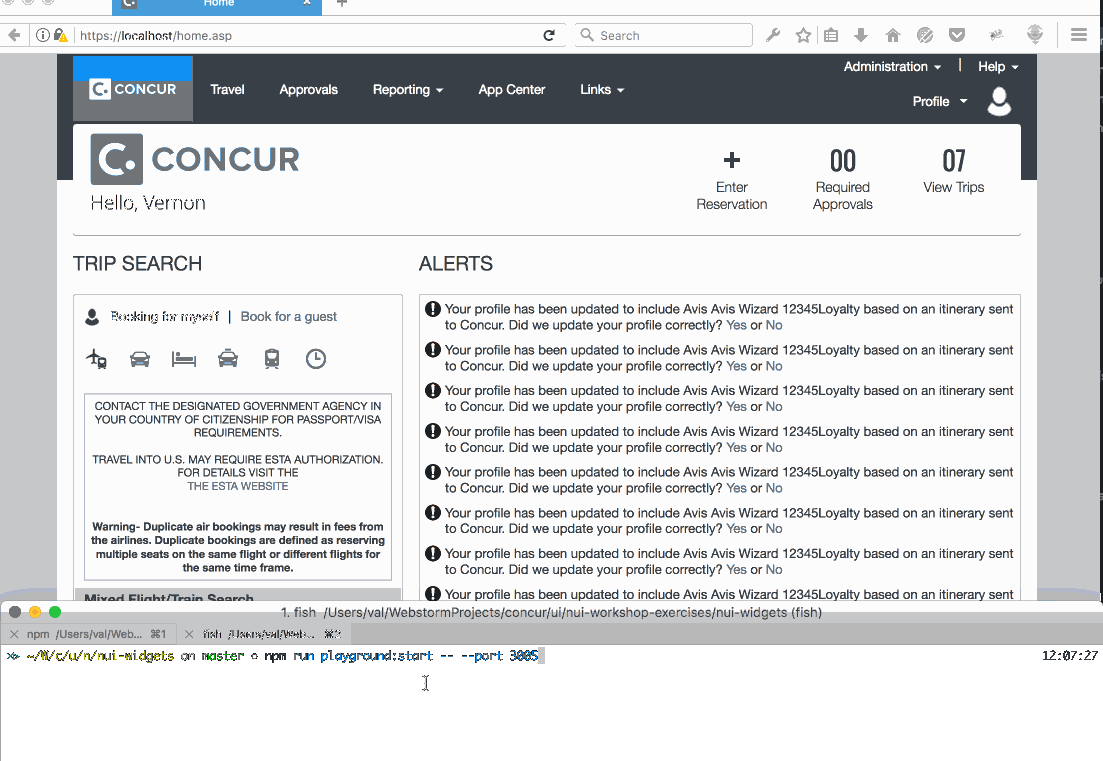 Home
https://localhost/home.asp
Search
Administration | Help
C. CONCUR Travel Approvals Reporting App Center Links
Profile
C. CONCUR
Hello, Vernon
+ 00 07
Enter Reservation Required Approvals View Trips
TRIP SEARCH
Booking for myself | Book for a guest
CONTACT THE DESIGNATED GOVERNMENT AGENCY IN
YOUR COUNTRY OF CITIZENSHIP FOR PASSPORT/VISA
REQUIREMENTS.
TRAVEL INTO U.S. MAY REQUIRE ESTA AUTHORIZATION.
FOR DETAILS VISIT THE
THE ESTA WEBSITE
Warning- Duplicate air bookings may result in fees from
the airlines. Duplicate bookings are defined as reserving
multiple seats on the same flight or different flights for
the same time frame.
Mixed Flight/Train Search
ALERTS
Your profile has been updated to include Avis Avis Wizard 12345Loyalty based on an itinerary sent
to Concur. Did we update your profile correctly? Yes or No
Your profile has been updated to include Avis Avis Wizard 12345Loyalty based on an itinerary sent
to Concur. Did we update your profile correctly? Yes or No
Your profile has been updated to include Avis Avis Wizard 12345Loyalty based on an itinerary sent
to Concur. Did we update your profile correctly? Yes or No
Your profile has been updated to include Avis Avis Wizard 12345Loyalty based on an itinerary sent
to Concur. Did we update your profile correctly? Yes or No
Your profile has been updated to include Avis Avis Wizard 12345Loyalty based on an itinerary sent
to Concur. Did we update your profile correctly? Yes or No
Your profile has been updated to include Avis Avis Wizard 12345Loyalty based on an itinerary sent
to Concur. Did we update your profile correctly? Yes or No
Your profile has been updated to include Avis Avis Wizard 12345Loyalty based on an itinerary sent
to Concur. Did we update your profile correctly? Yes or No
Your profile has been updated to include Avis Avis Wizard 12345Loyalty based on an itinerary sent
1. fish /Users/val/WebstormProjects/concur/ui/nui-workshop-exercises/nui-widgets (fish)
npm /Users/val/Web... ⌘1 fish /Users/val/Web... ⌘2
~/W/c/u/n/nui-widgets on master npm run playground:start -- --port 3005 12:07:27